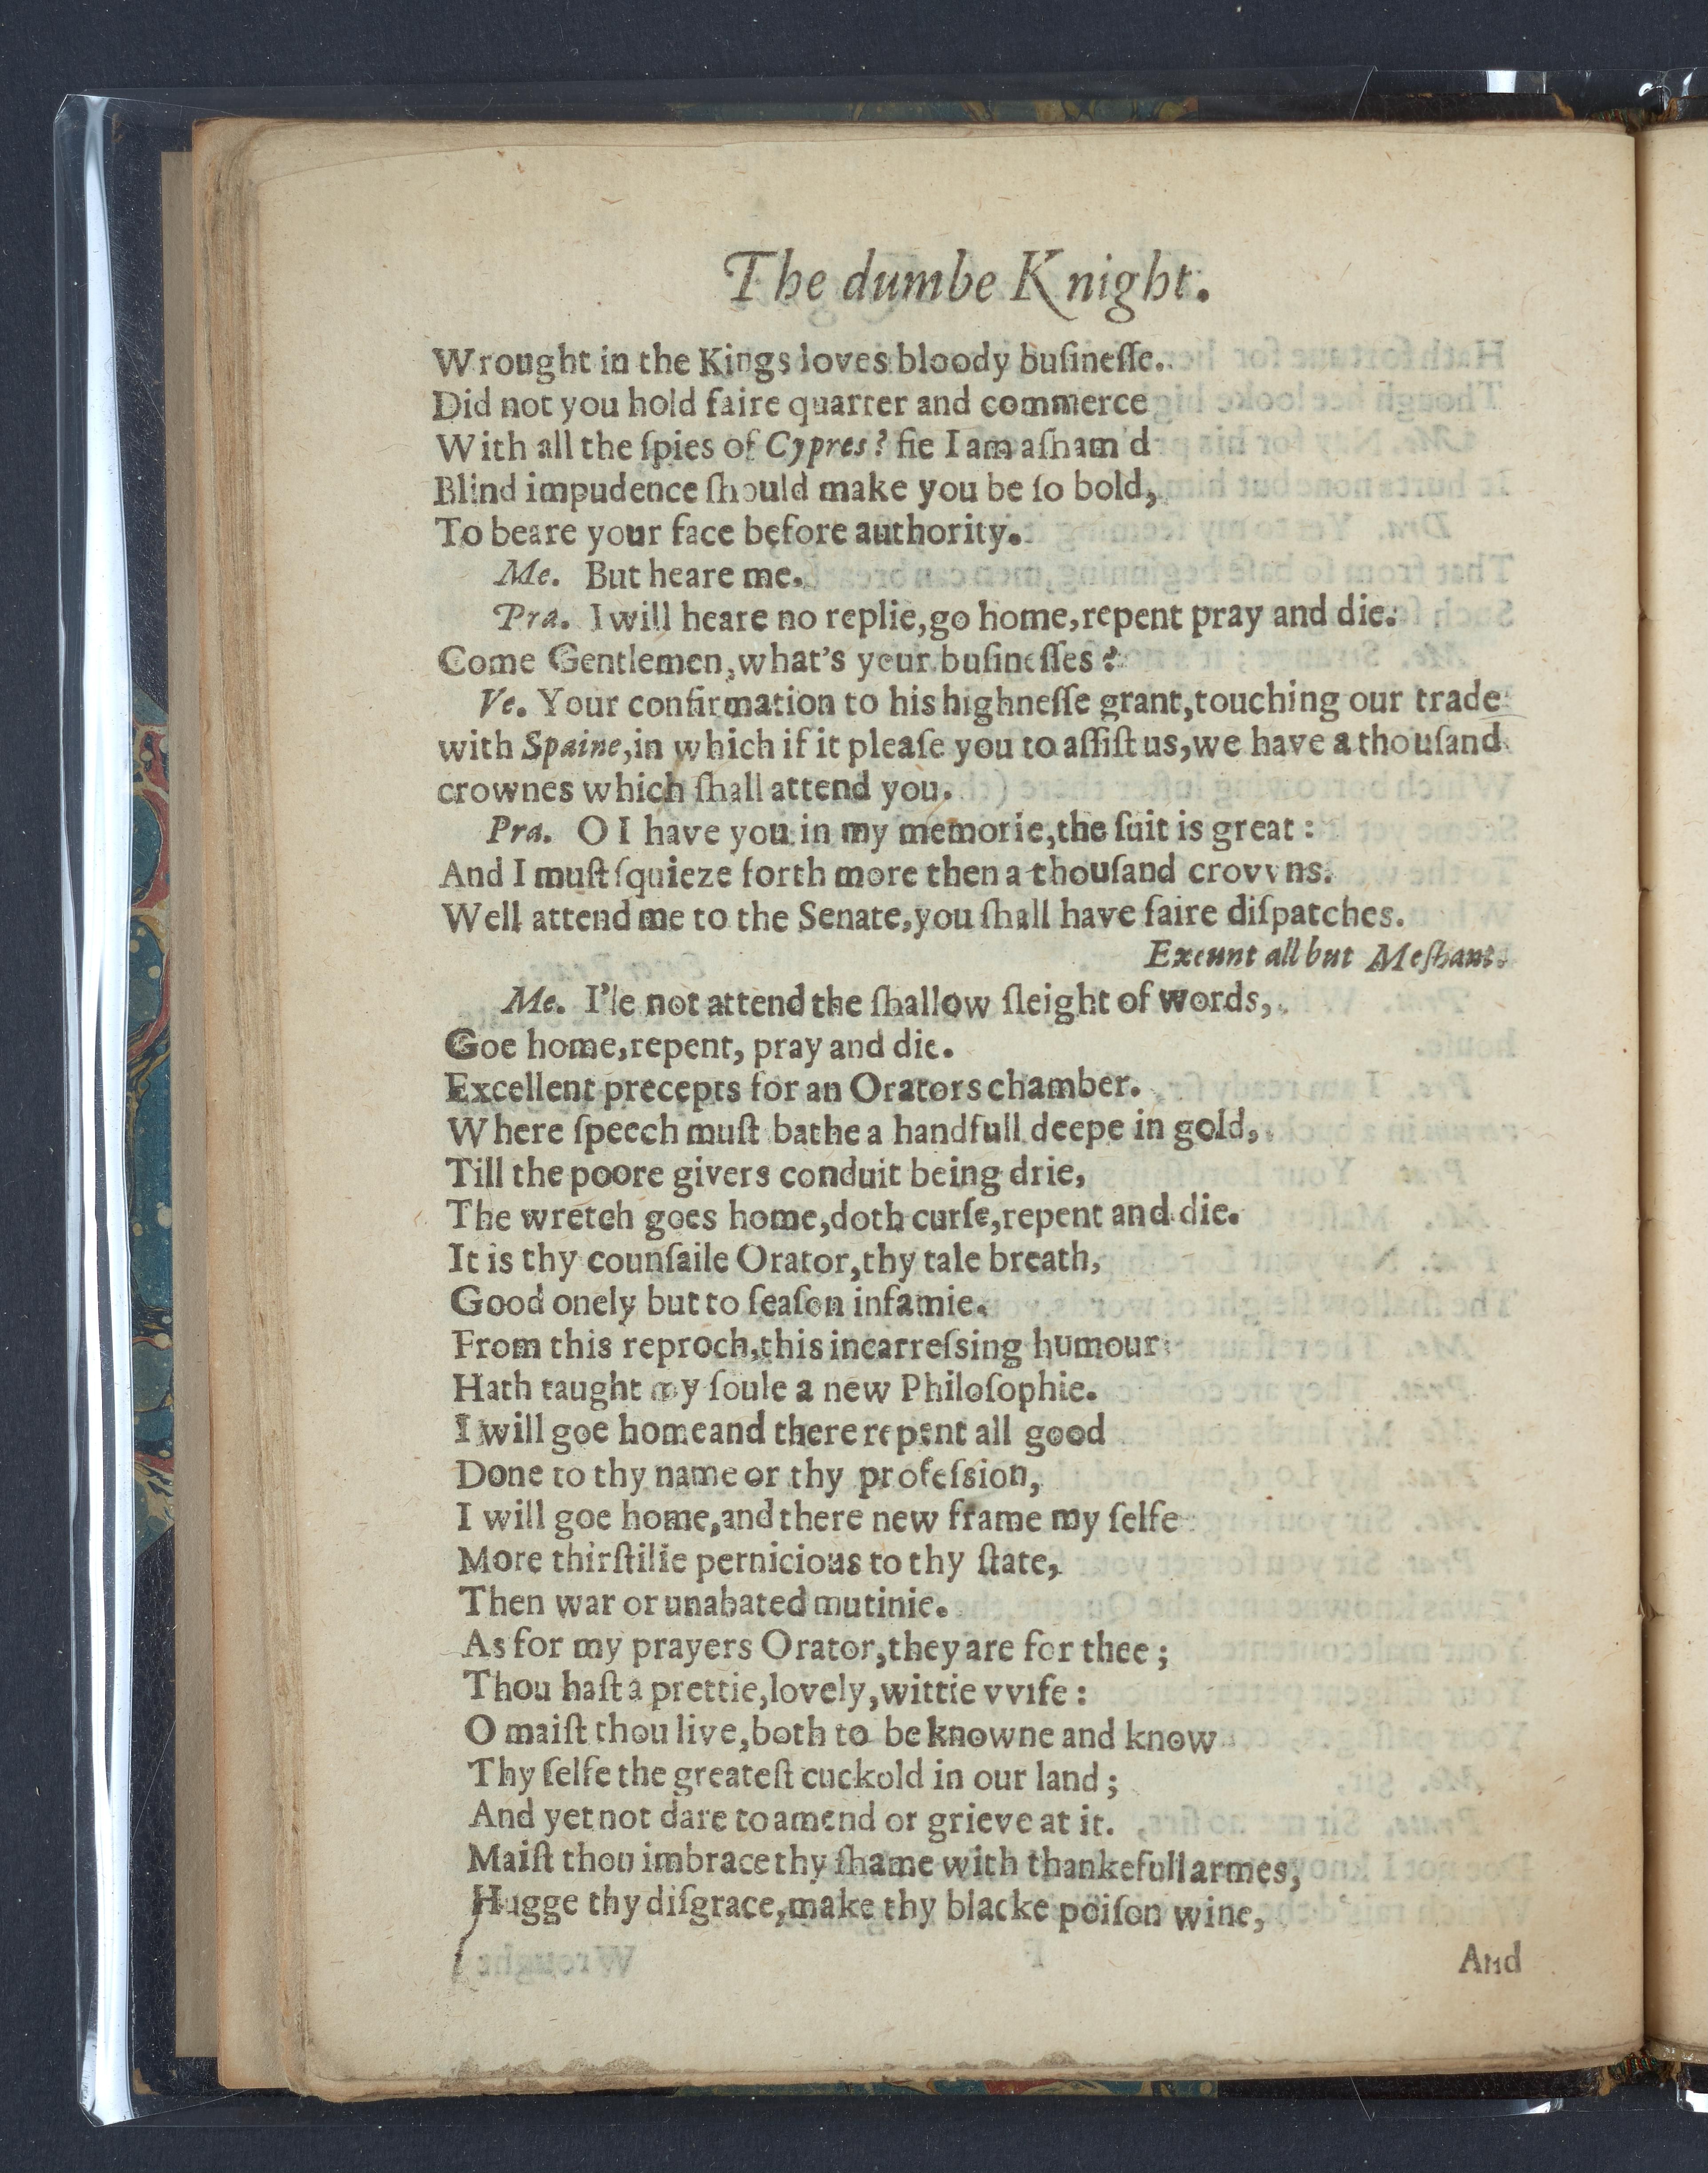 The dumbe Knight.
Wrought in the Kings loves bloody buſineſſe.
Did not you hold faire quarter and commerce
With all the ſpies of Cypres? fie I am aſham'd
Blind impudence ſhould make you be ſo bold,
To beare your face before authority.
Me. But heare me.
Pra. I will heare no replie,go home,repent pray and die.
Come Gentlemen,what's your buſineſſes?
Ve. Your confirmation to his highneſſe grant,touching our trade
with Spaine,in which if it pleaſe you to aſſiſt us,we have a thouſand
crownes which ſhall attend you.
Pra. O I have you in my memorie,the ſuit is great:
And I muſt ſquieze forth more then a thouſand crovvns.
Well attend me to the Senate,you ſhall have faire diſpatches.
Exeunt all but Meſhant.
Me. I'le not attend the ſhallow ſleight of words,
Goe home,repent, pray and die.
Excellent precepts for an Orators chamber.
Where ſpeech muſt bathe a handfull deepe in gold,
Till the poore givers conduit being drie,
The wretch goes home,doth curſe,repent and die.
It is thy counſaile Orator,thy tale breath,
Good onely but to ſeaſon infamie.
From this reproch,this incarreſsing humour
Hath taught my ſoule a new Philoſophie.
I will goe home and there repent all good
Done to thy name or thy profeſsion,
I will goe home,and there new frame my ſelfe
More thirſtilie pernicious to thy ſtate,
Then war or unabated mutinie.
As for my prayers Orator,they are for thee;
Thou haſt a prettie,lovely,wittie vvife:
O maiſt thou live,both to be knowne and know
Thy ſelfe the greateſt cuckold in our land;
And yet not dare to amend or grieve at it.
Maiſt thou imbrace thy ſhame with thankefull armes,
Hugge thy diſgrace,make thy blacke poiſon wine,
And